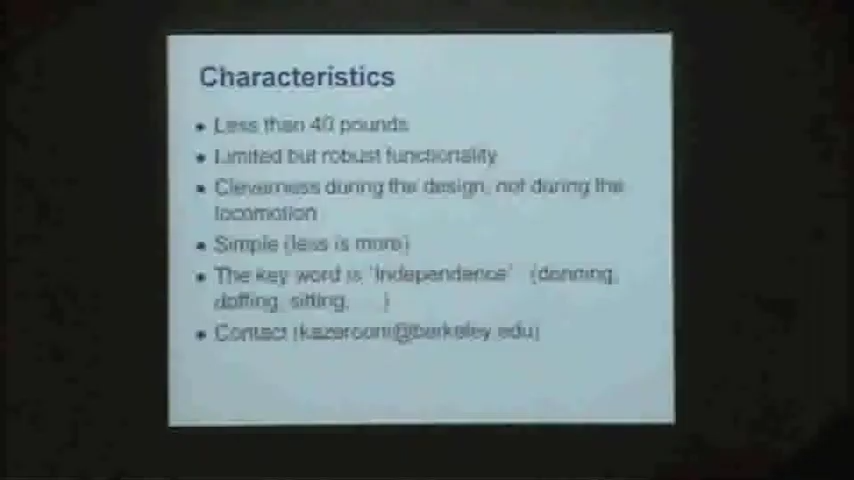 Characteristics
• Less than 40 pounds
• Limited but robust functionality
• Cleverness during the design, not during the
locomotion
• Simple (less is more)
• The key word is 'Independence' (donning,
doffing, sitting, ... )
• Contact (kazerooni@berkeley.edu)